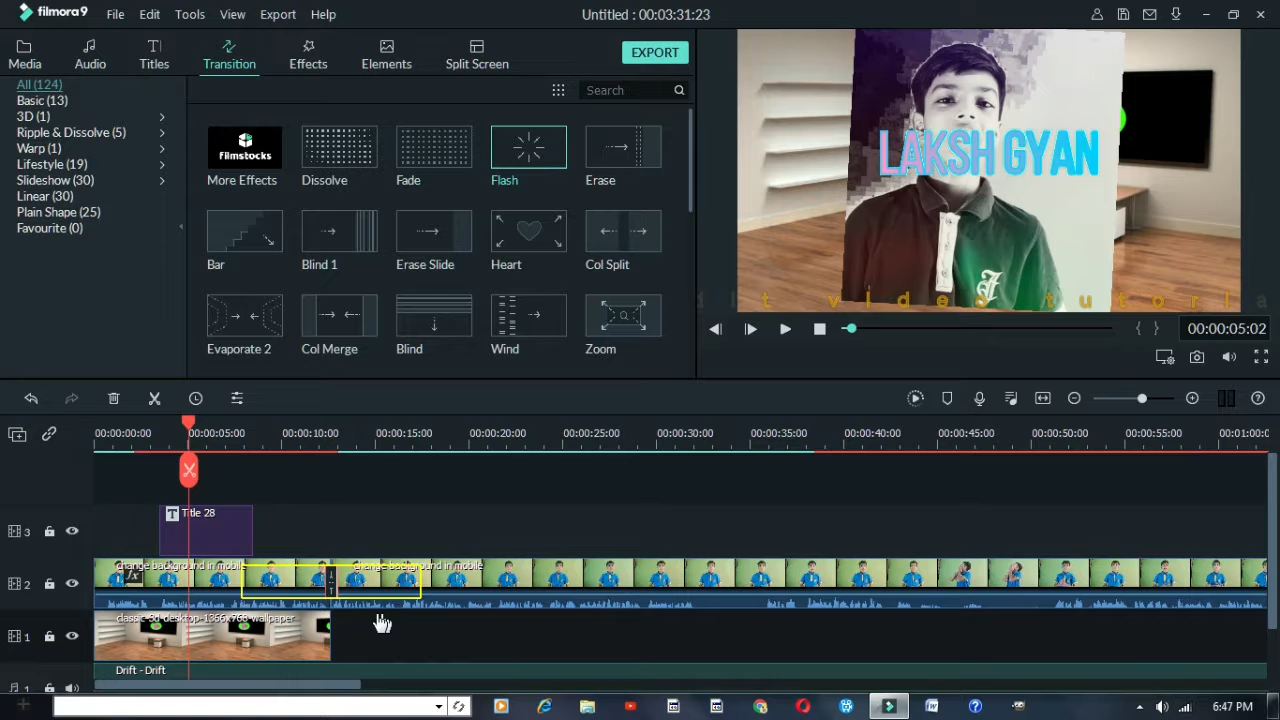 filmora9
File Edit Tools View Export Help
Untitled : 00:03:31:23
Media Audio Titles Transition Effects Elements Split Screen
EXPORT
All (124)
Basic (13)
3D (1)
Ripple & Dissolve (5)
Warp (1)
Lifestyle (19)
Slideshow (30)
Linear (30)
Plain Shape (25)
Favourite (0)
Search
filmstocks
More Effects Dissolve Fade Flash Erase
Bar Blind 1 Erase Slide Heart Col Split
Evaporate 2 Col Merge Blind Wind Zoom
LAKSH GYAN
it video tutoria
00:00:05:02
00:00:00:00 00:00:05:00 00:00:10:00 00:00:15:00 00:00:20:00 00:00:25:00 00:00:30:00 00:00:35:00 00:00:40:00 00:00:45:00 00:00:50:00 00:00:55:00 00:01:00:0
3
T Title 28
2
change background in mobile
fx
change background in mobile
1
classic-3d-desktop-1366x768-wallpaper
Drift - Drift
1
6:47 PM